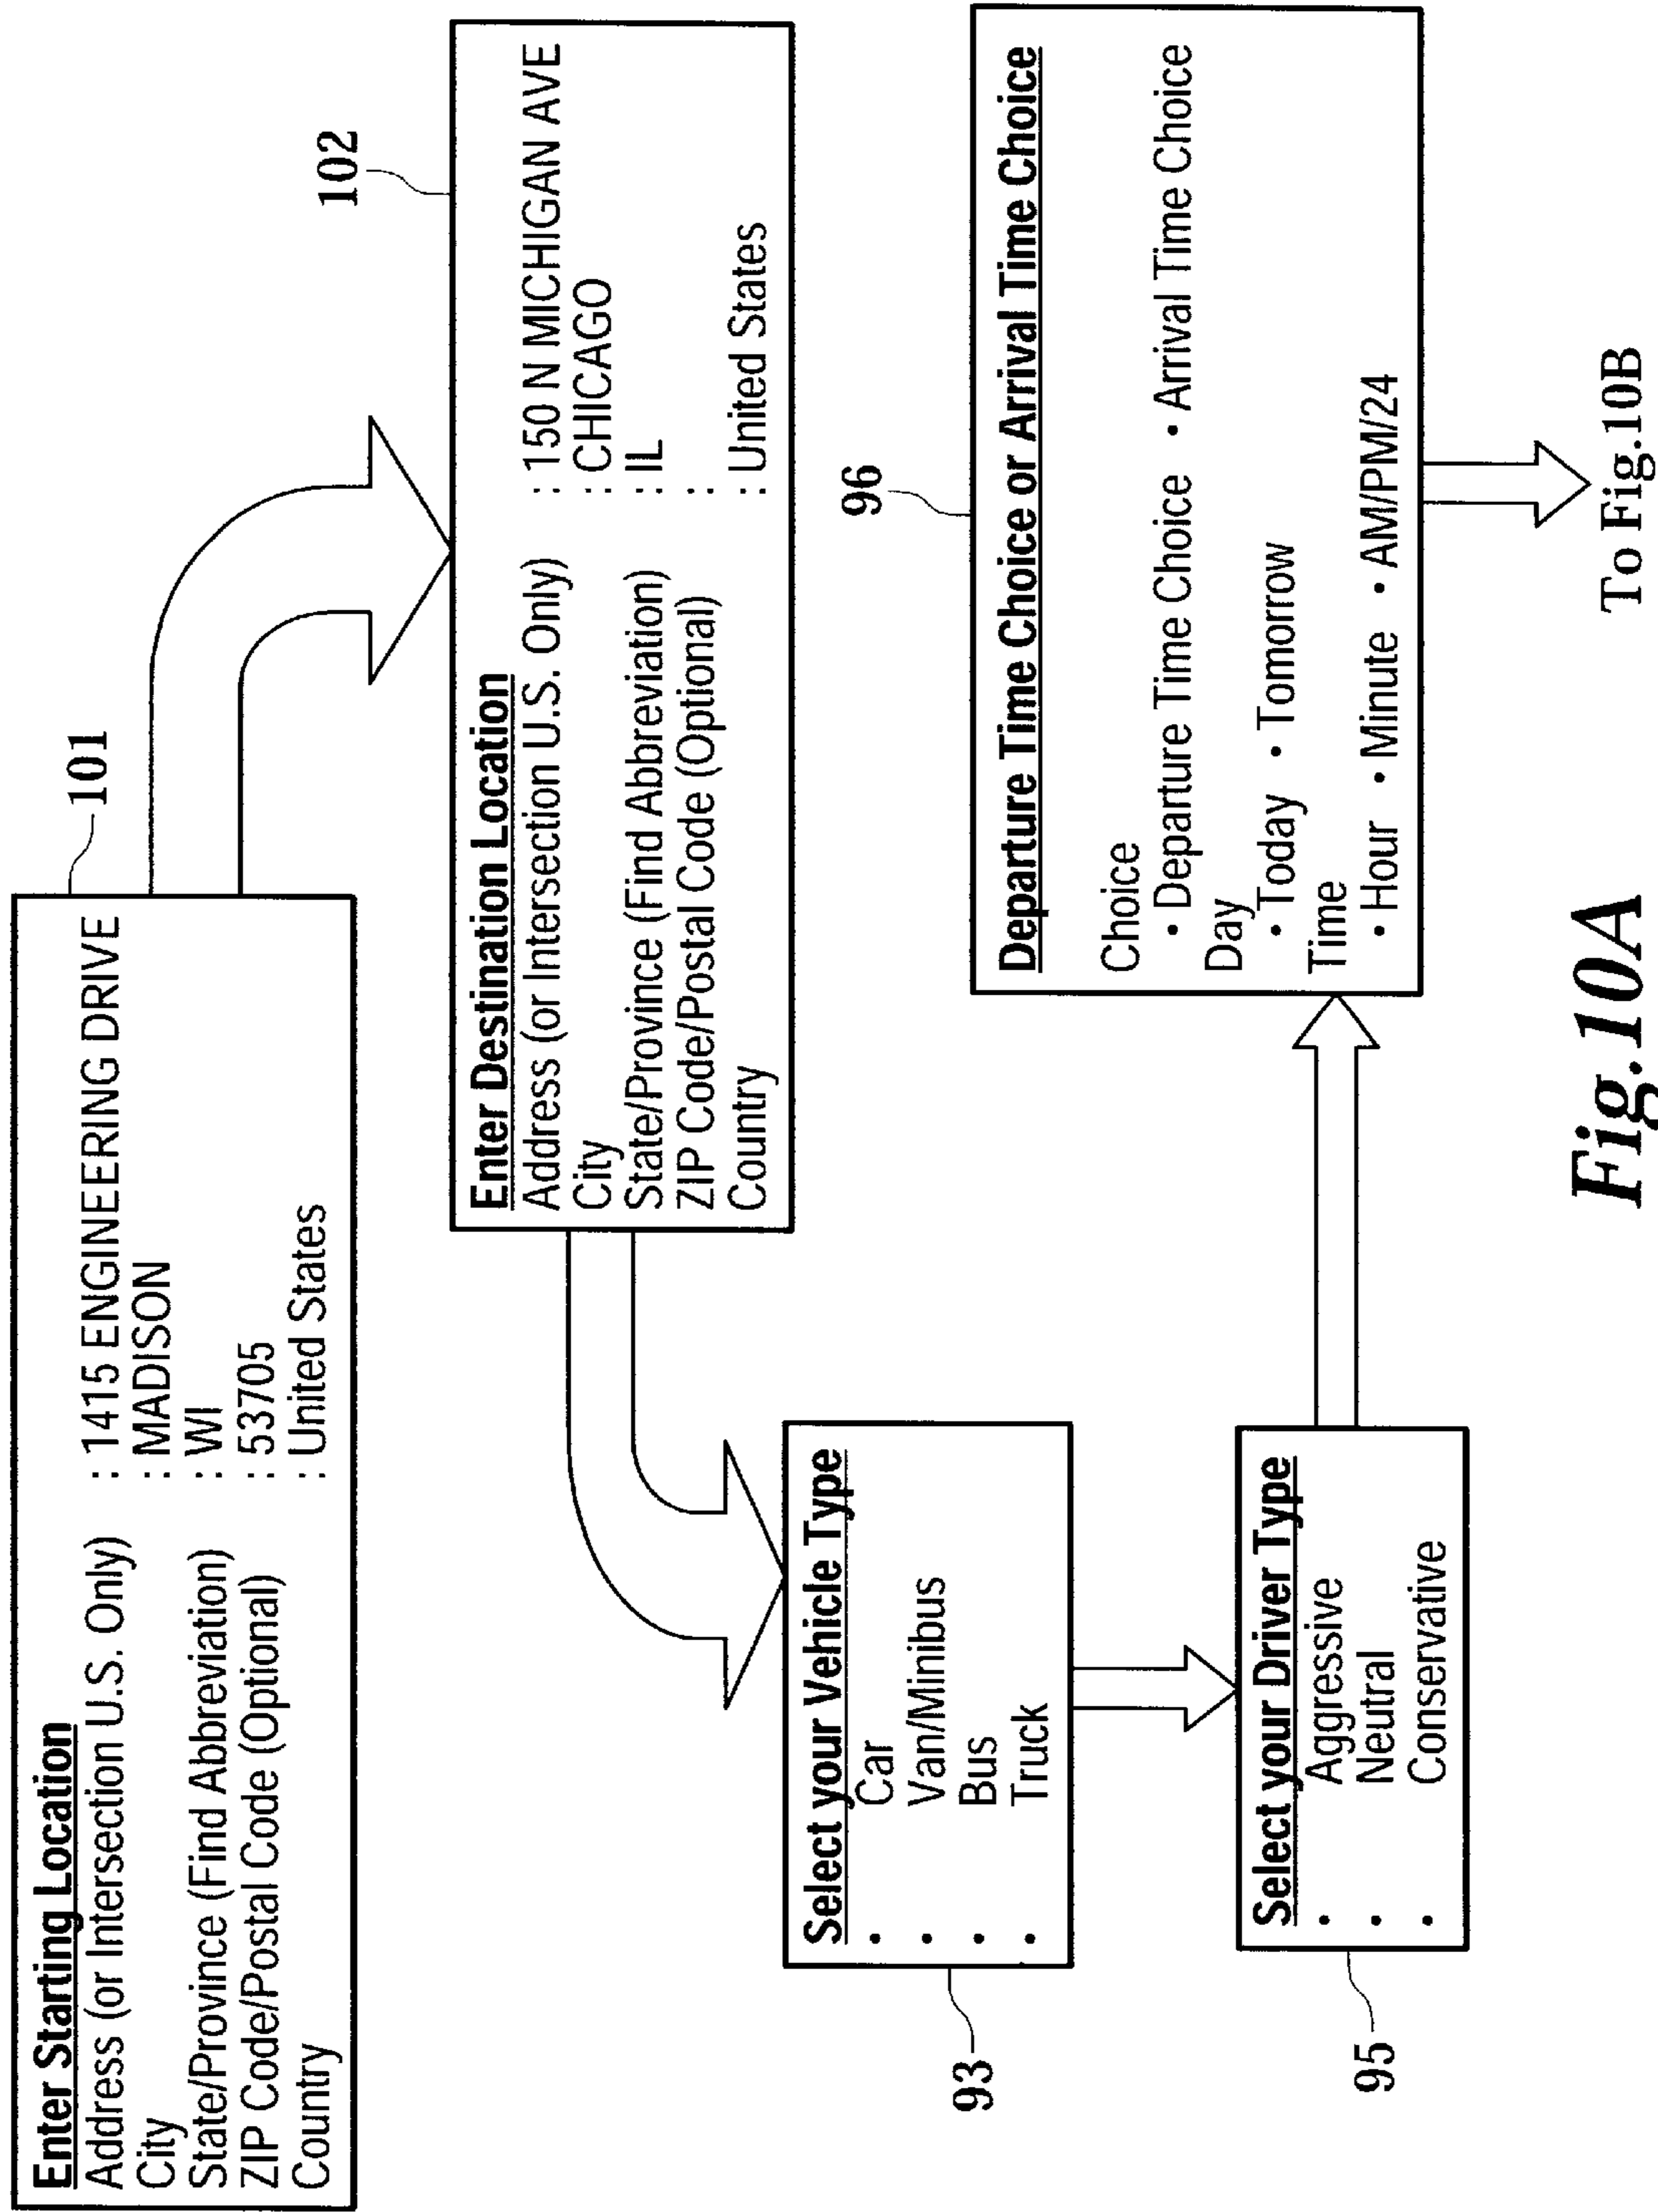 101
Enter Starting Location
Address (or Intersection U.S. Only) : 1415 ENGINEERING DRIVE
City : MADISON
State/Province (Find Abbreviation) : WI
ZIP Code/Postal Code (Optional) : 53705
Country : United States
102
Enter Destination Location
Address (or Intersection U.S. Only) : 150 N MICHIGAN AVE
City : CHICAGO
State/Province (Find Abbreviation) : IL
ZIP Code/Postal Code (Optional) :
Country : United States
93
Select your Vehicle Type
• Car
• Van/Minibus
• Bus
• Truck
95
Select your Driver Type
• Aggressive
• Neutral
• Conservative
96
Departure Time Choice or Arrival Time Choice
Choice
• Departure Time Choice • Arrival Time Choice
Day
• Today • Tomorrow
Time
• Hour • Minute • AM/PM/24
To Fig.10B
Fig.10A